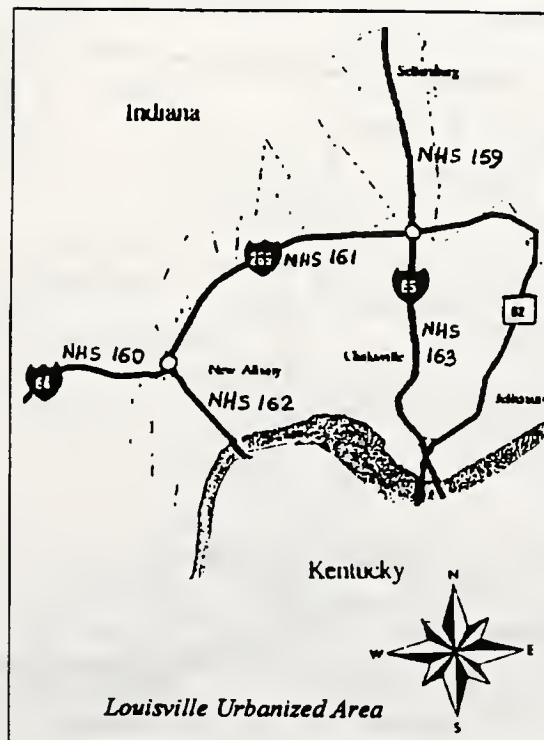 Indiana
NHS 159
265
NHS 161
65
62
NHS 160
64
New Albany
NHS 162
NHS
163
Clarksville
Kentucky
N
W
E
S
Louisville Urbanized Area